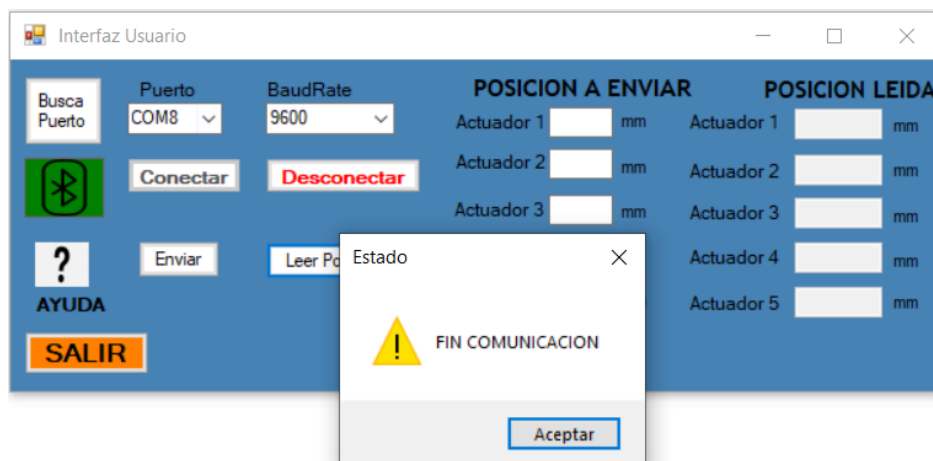 Interfaz Usuario
Busca
Puerto
Puerto
COM8
BaudRate
9600
Conectar
Desconectar
?
AYUDA
Enviar
Leer
SALIR
POSICION A ENVIAR
Actuador 1 mm
Actuador 2 mm
Actuador 3 mm
POSICION LEIDA
Actuador 1 mm
Actuador 2 mm
Actuador 3 mm
Actuador 4 mm
Actuador 5 mm
Estado
FIN COMUNICACION
Aceptar